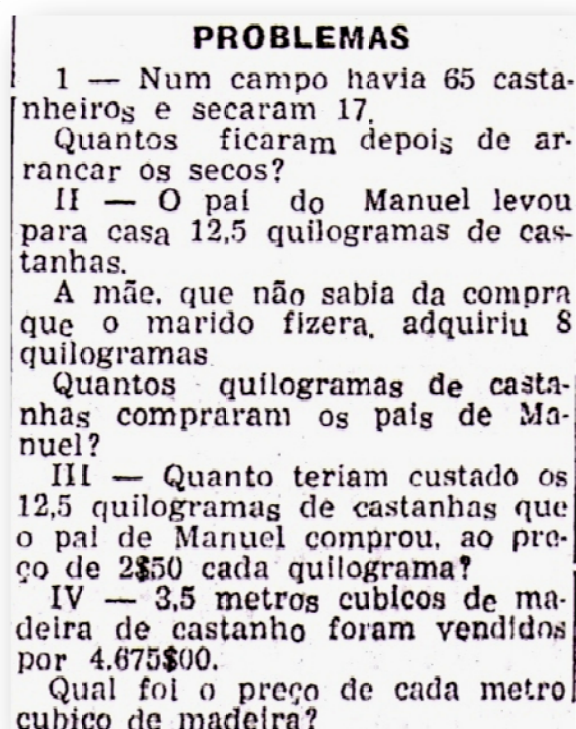 PROBLEMAS
1 — Num campo havia 65 casta-
nheiros e secaram 17.
Quantos ficaram depois de ar-
rancar os secos?
II — O pai do Manuel levou
para casa 12,5 quilogramas de cas-
tanhas.
A mãe, que não sabia da compra
que o marido fizera, adquiriu 8
quilogramas
Quantos quilogramas de casta-
nhas compraram os pais de Ma-
nuel?
III — Quanto teriam custado os
12,5 quilogramas de castanhas que
o pai de Manuel comprou, ao pre-
ço de 2$50 cada quilograma?
IV — 3,5 metros cubicos de ma-
deira de castanho foram vendidos
por 4.675$00.
Qual foi o preço de cada metro
cubico de madeira?